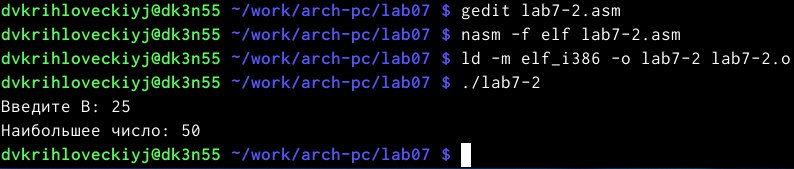 dvkrihloveckiyj@dk3n55 ~/work/arch-pc/lab07 $ gedit lab7-2.asm
dvkrihloveckiyj@dk3n55 ~/work/arch-pc/lab07 $ nasm -f elf lab7-2.asm
dvkrihloveckiyj@dk3n55 ~/work/arch-pc/lab07 $ ld -m elf_i386 -o lab7-2 lab7-2.o
dvkrihloveckiyj@dk3n55 ~/work/arch-pc/lab07 $ ./lab7-2
Введите B: 25
Наибольшее число: 50
dvkrihloveckiyj@dk3n55 ~/work/arch-pc/lab07 $